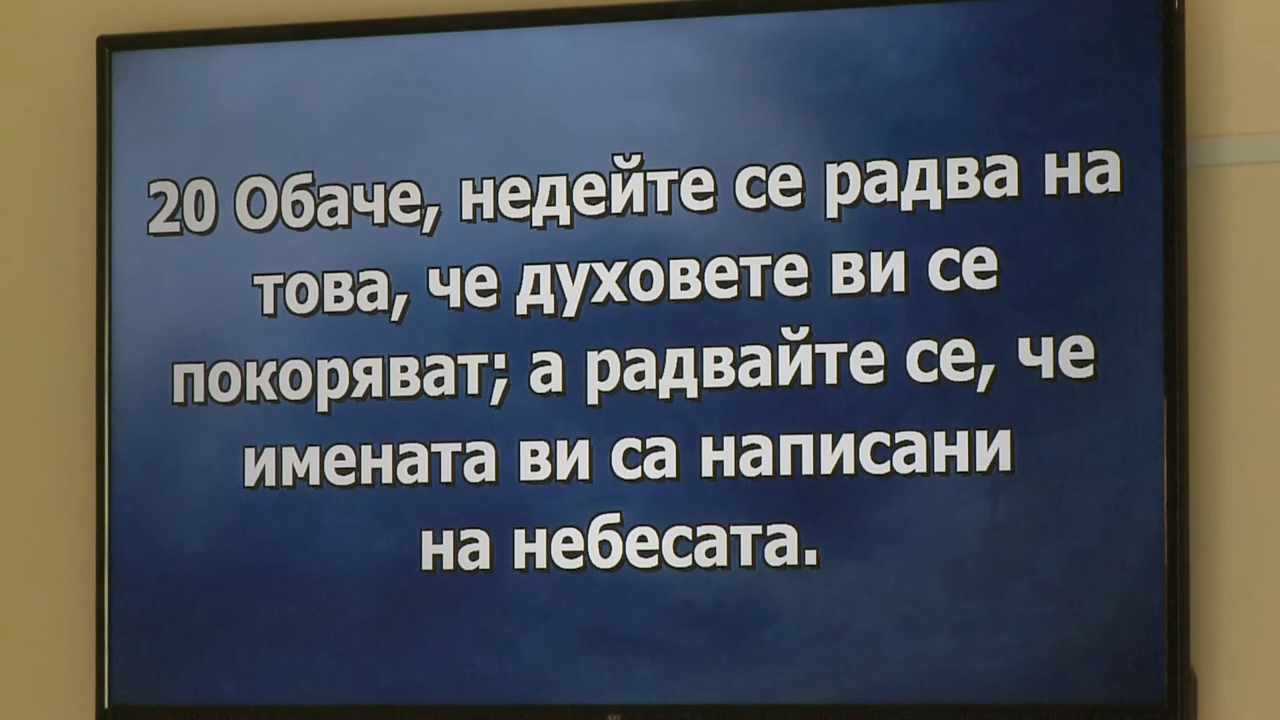 20 Обаче, недейте се радва на
това, че духовете ви се
покоряват; а радвайте се, че
имената ви са написани
на небесата.